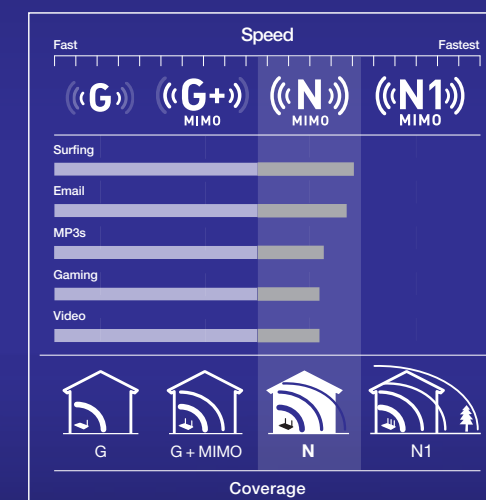 Speed
Fast Fastest
G G+ N N1
MIMO MIMO MIMO
Surfing
Email
MP3s
Gaming
Video
G G + MIMO N N1
Coverage